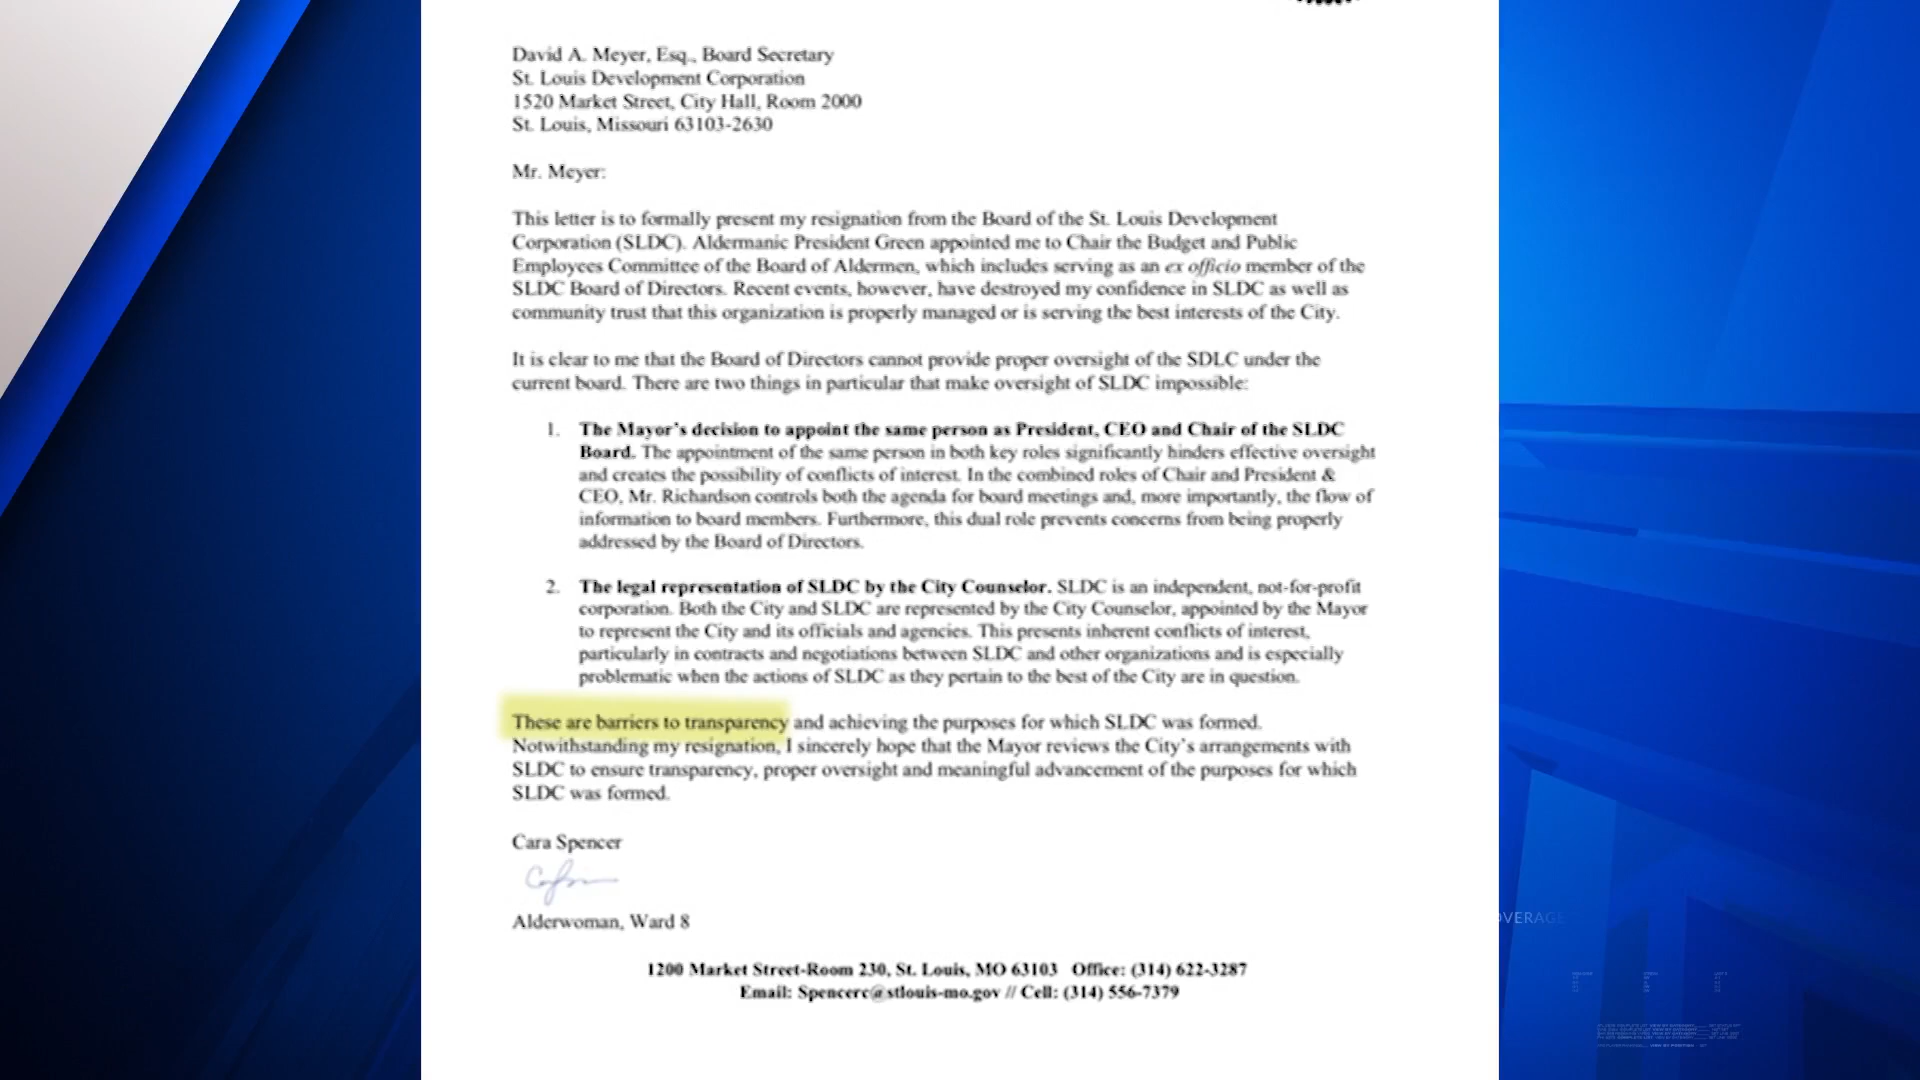 David A. Meyer, Esq., Board Secretary
St. Louis Development Corporation
1520 Market Street, City Hall, Room 2000
St. Louis, Missouri 63103-2630
Mr. Meyer:
This letter is to formally present my resignation from the Board of the St. Louis Development
Corporation (SLDC). Aldermanic President Green appointed me to Chair the Budget and Public
Employees Committee of the Board of Aldermen, which includes serving as an ex officio member of the
SLDC Board of Directors. Recent events, however, have destroyed my confidence in SLDC as well as
community trust that this organization is properly managed or is serving the best interests of the City.
It is clear to me that the Board of Directors cannot provide proper oversight of the SDLC under the
current board. There are two things in particular that make oversight of SLDC impossible:
1. The Mayor's decision to appoint the same person as President, CEO and Chair of the SLDC
Board. The appointment of the same person in both key roles significantly hinders effective oversight
and creates the possibility of conflicts of interest. In the combined roles of Chair and President &
CEO, Mr. Richardson controls both the agenda for board meetings and, more importantly, the flow of
information to board members. Furthermore, this dual role prevents concerns from being properly
addressed by the Board of Directors.
2. The legal representation of SLDC by the City Counselor. SLDC is an independent, not-for-profit
corporation. Both the City and SLDC are represented by the City Counselor, appointed by the Mayor
to represent the City and its officials and agencies. This presents inherent conflicts of interest,
particularly in contracts and negotiations between SLDC and other organizations and is especially
problematic when the actions of SLDC as they pertain to the best of the City are in question.
These are barriers to transparency and achieving the purposes for which SLDC was formed.
Notwithstanding my resignation, I sincerely hope that the Mayor reviews the City's arrangements with
SLDC to ensure transparency, proper oversight and meaningful advancement of the purposes for which
SLDC was formed.
Cara Spencer
Alderwoman, Ward 8
1200 Market Street-Room 230, St. Louis, MO 63103 Office: (314) 622-3287
Email: Spencerc@stlouis-mo.gov // Cell: (314) 556-7379
OVERAGE